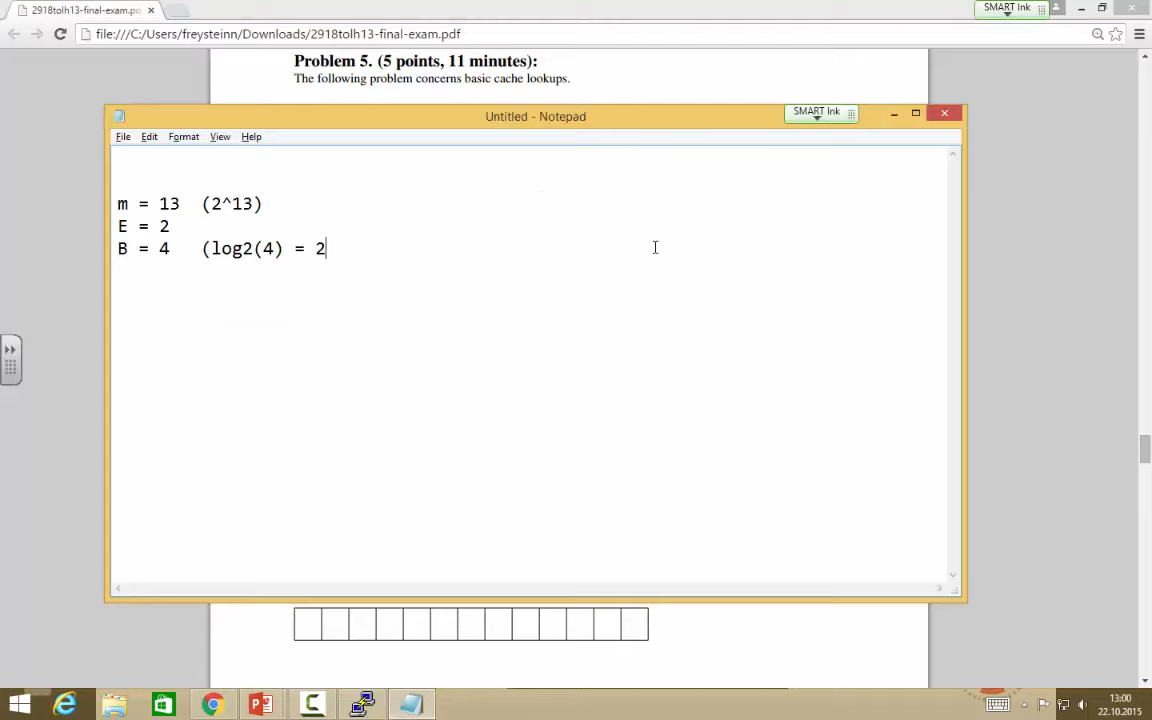 2918tolh13-final-exam.p
SMART Ink
file:///C:/Users/freysteinn/Downloads/2918tolh13-final-exam.pdf
Problem 5. (5 points, 11 minutes):
The following problem concerns basic cache lookups.
Untitled - Notepad
SMART Ink
File Edit Format View Help
m = 13 (2^13)
E = 2
B = 4 (log2(4) = 2
13:00
22.10.2015